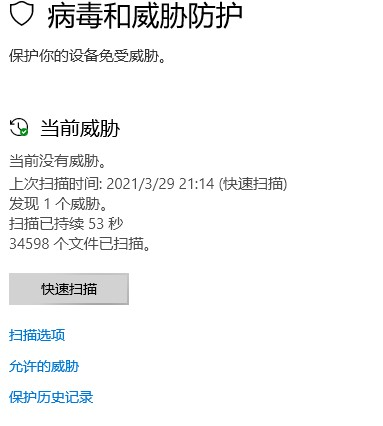 病毒和威胁防护
保护你的设备免受威胁。
当前威胁
当前没有威胁。
上次扫描时间: 2021/3/29 21:14 (快速扫描)
发现 1 个威胁。
扫描已持续 53 秒
34598 个文件已扫描。
快速扫描
扫描选项
允许的威胁
保护历史记录